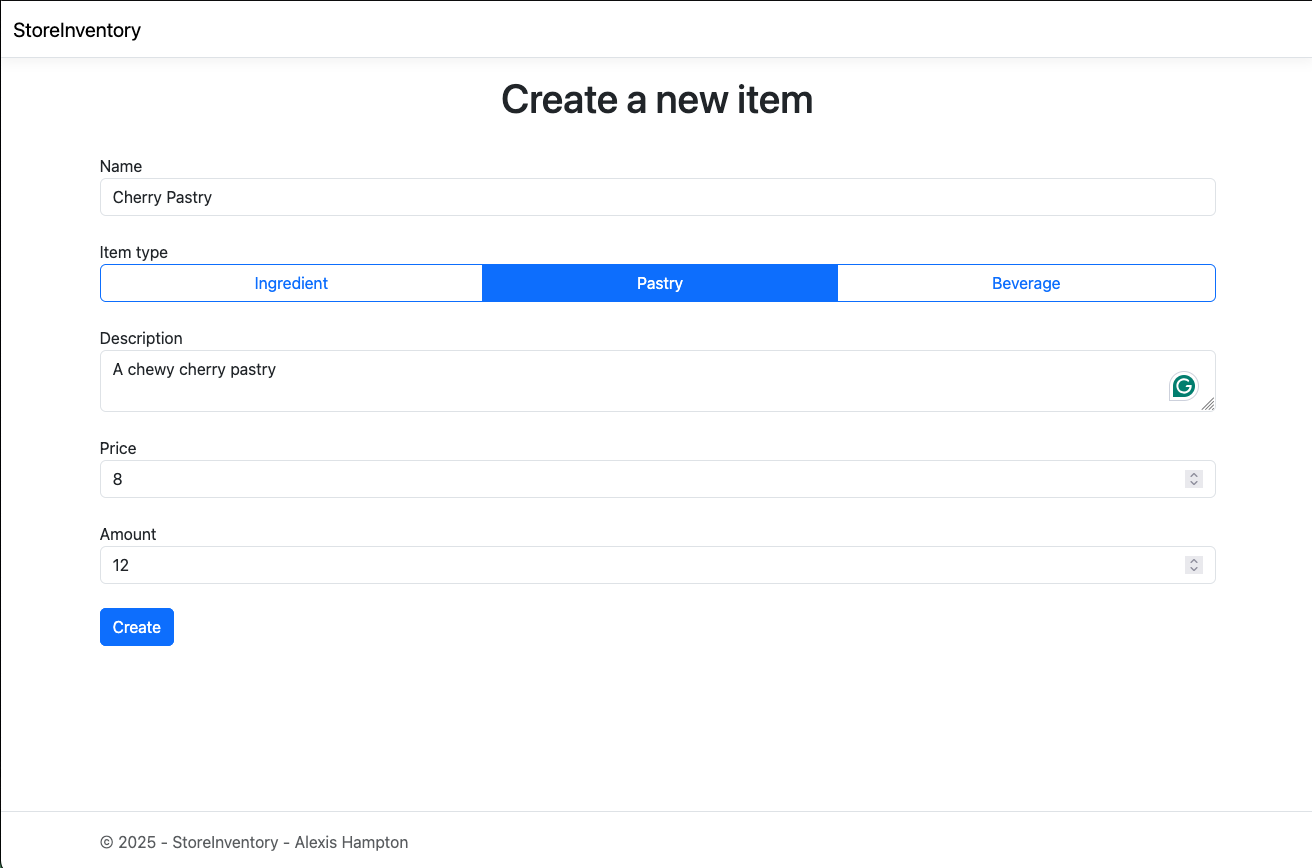 StoreInventory
Create a new item
Name
Cherry Pastry
Item type
Ingredient Pastry Beverage
Description
A chewy cherry pastry
G
Price
8
Amount
12
Create
© 2025 - StoreInventory - Alexis Hampton